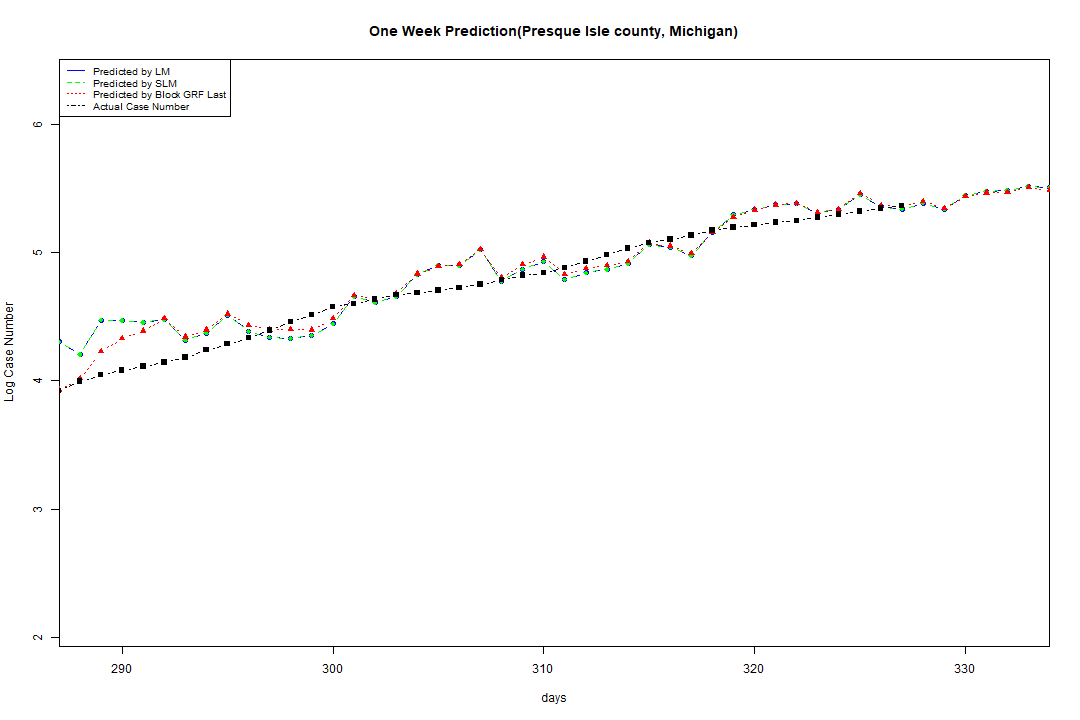 One Week Prediction(Presque Isle county, Michigan)
Predicted by LM
Predicted by SLM
Predicted by Block GRF Last
Actual Case Number
6
5
4
3
2
Log Case Number
290 300 310 320 330
days